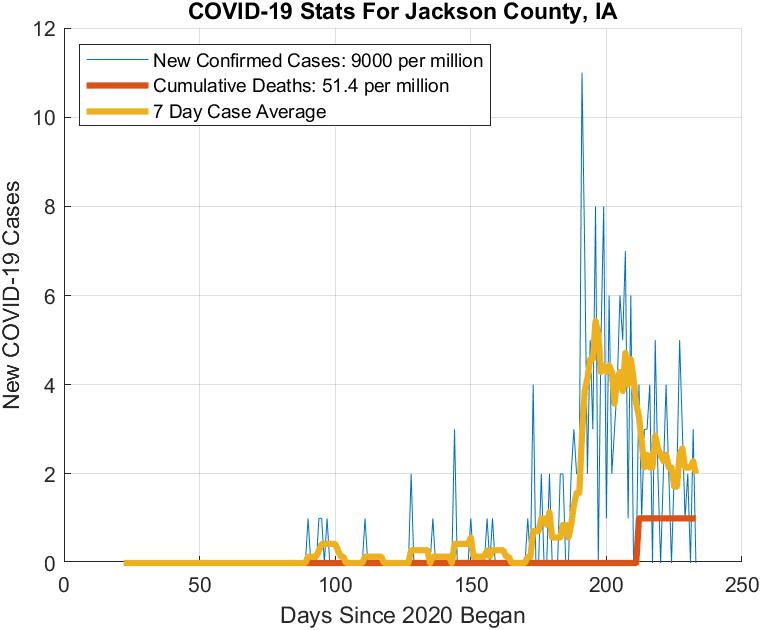 COVID-19 Stats For Jackson County, IA
New Confirmed Cases: 9000 per million
Cumulative Deaths: 51.4 per million
7 Day Case Average
12
10
8
6
4
2
0
New COVID-19 Cases
0 50 100 150 200 250
Days Since 2020 Began